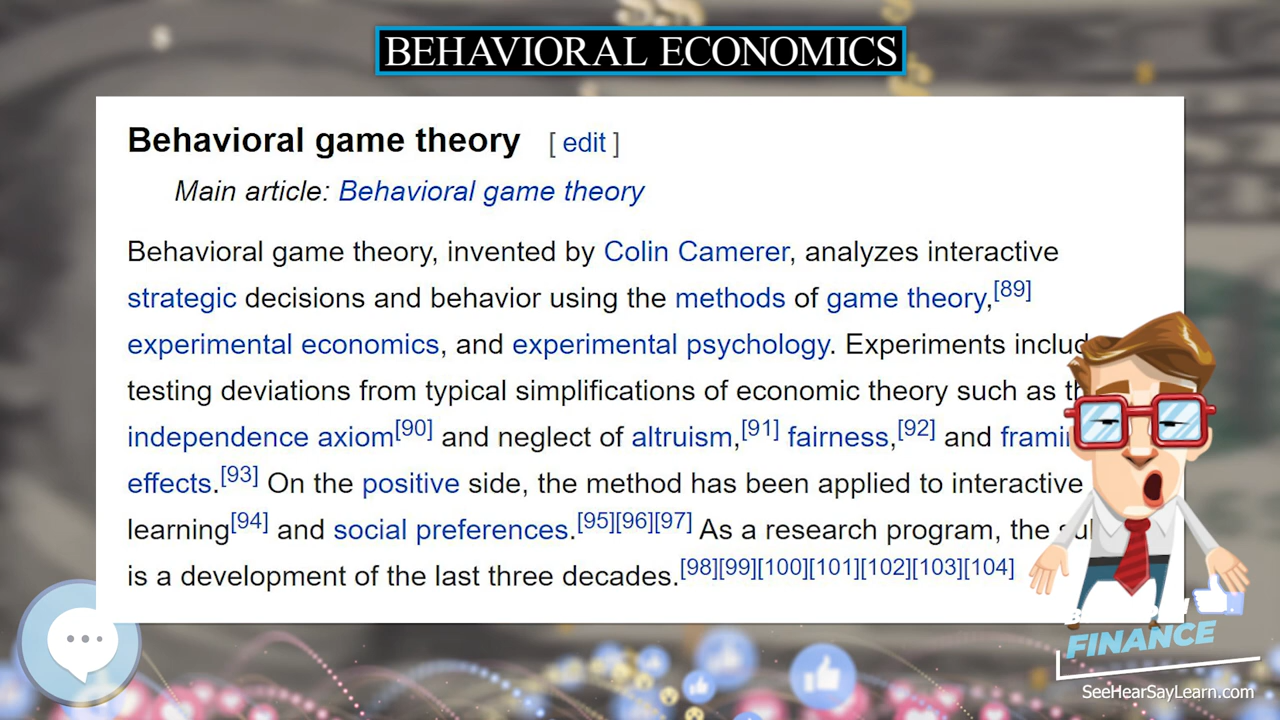 BEHAVIORAL ECONOMICS
Behavioral game theory [ edit ]
Main article: Behavioral game theory
Behavioral game theory, invented by Colin Camerer, analyzes interactive
strategic decisions and behavior using the methods of game theory,[89]
experimental economics, and experimental psychology. Experiments
testing deviations from typical simplifications of economic theory such as
independence axiom[90] and neglect of altruism,[91] fairness,[92] and
effects.[93] On the positive side, the method has been applied to interactive
learning[94] and social preferences.[95][96][97] As a research program, the
is a development of the last three decades.[98][99][100][101][102][103][104]
FINANCE
SeeHearSayLearn.com